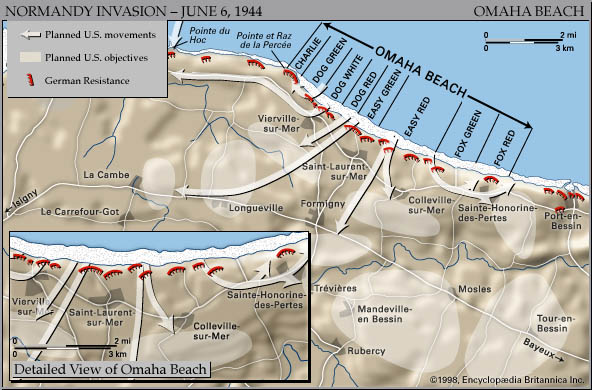 NORMANDY INVASION – JUNE 6, 1944
OMAHA BEACH
Planned U.S. movements
Planned U.S. objectives
German Resistance
Pointe du
Hoc
Pointe et Raz
de la Percée
0 2 mi
0 3 km
OMAHA BEACH
CHARLIE
DOG GREEN
DOG WHITE
DOG RED
EASY GREEN
EASY RED
FOX GREEN
FOX RED
Vierville-
sur-Mer
Saint-Laurent-
sur-Mer
La Cambe
Isigny
Le Carrefour-Got
Longueville
Formigny
Colleville-
sur-Mer
Sainte-Honorine-
des-Pertes
Port-en-
Bessin
Trévières
Mosles
Mandeville-
en Bessin
Tour-en-
Bessin
Rubercy
Bayeux
Vierville-
sur-Mer
Saint-Laurent-
sur-Mer
Colleville-
sur-Mer
Sainte-Honorine-
des-Pertes
0 2 mi
0 3 km
Detailed View of Omaha Beach
©1998, Encyclopædia Britannica Inc.